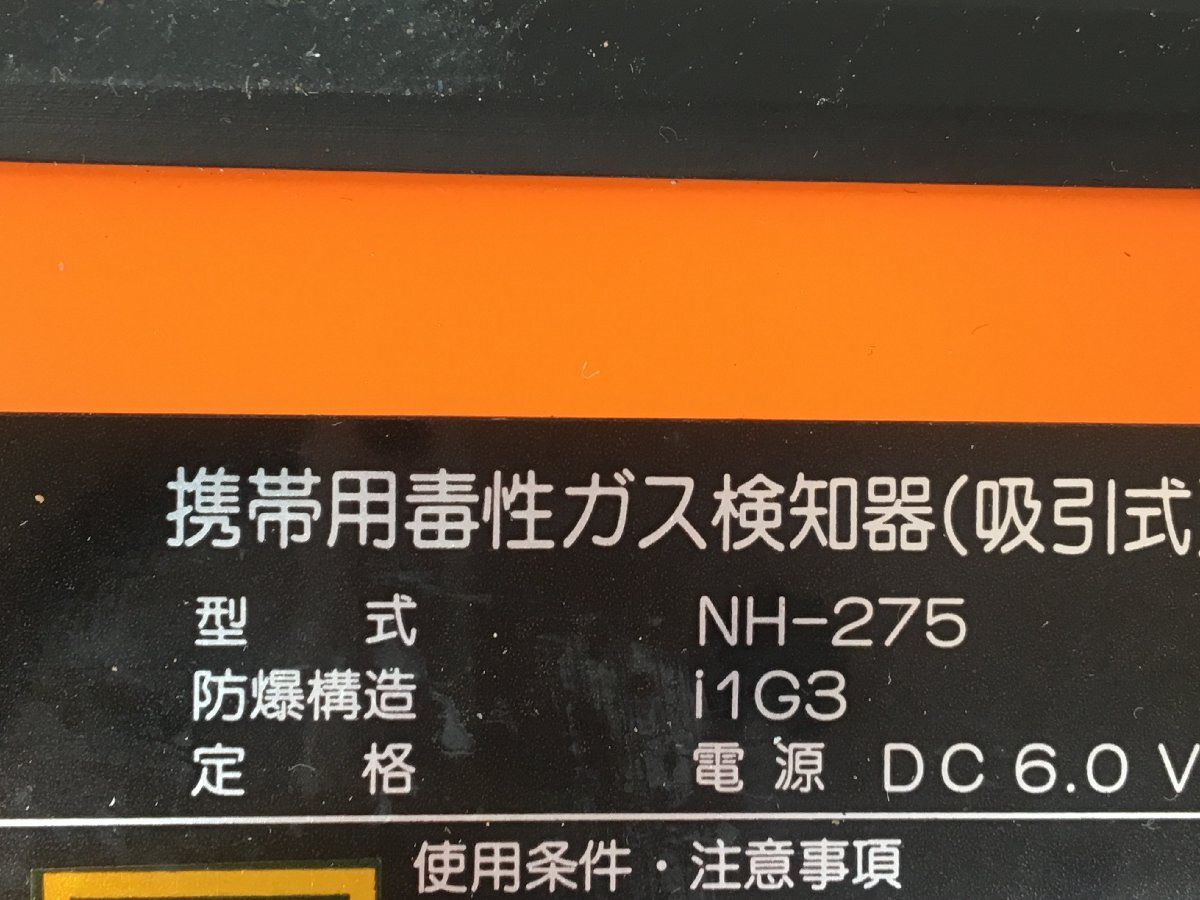 携帯用毒性ガス検知器(吸引式)
型 式 NH-275
防爆構造 i1G3
定 格 電源 DC 6.0 V
使用条件・注意事項